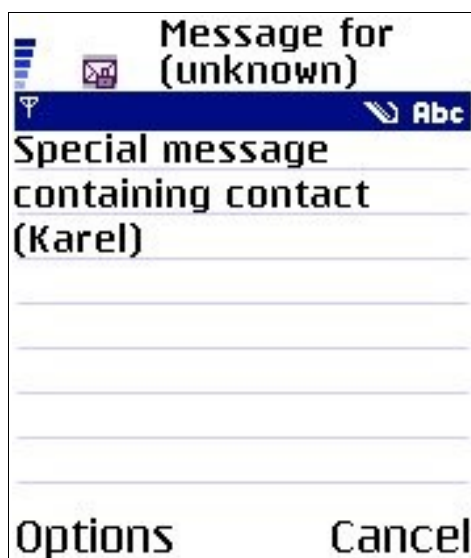 Message for
(unknown)
Abc
Special message
containing contact
(Karel)
Options
Cancel